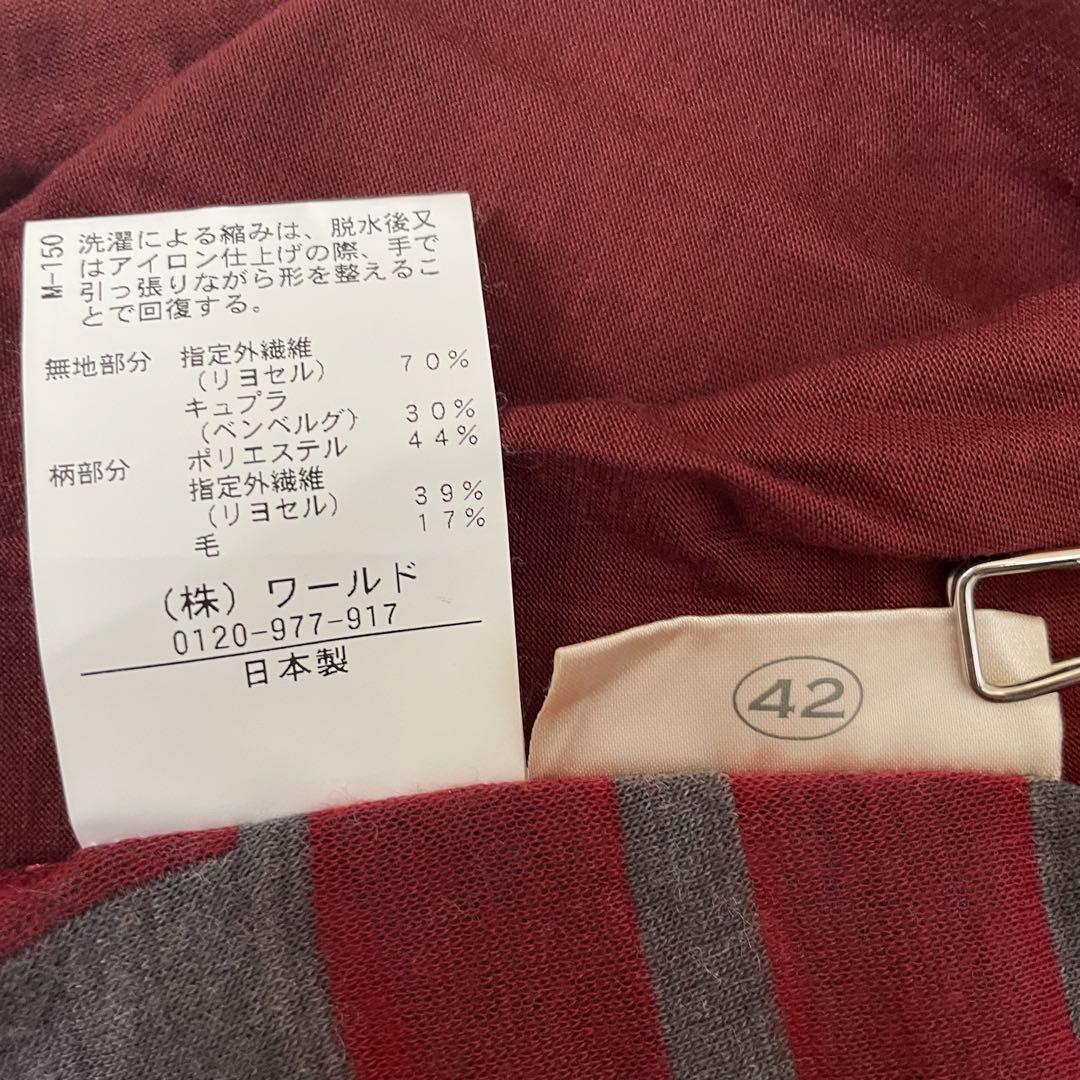 M-150
洗濯による縮みは、脱水後又
はアイロン仕上げの際、手で
引っ張りながら形を整えるこ
とで回復する。
無地部分 指定外繊維
（リヨセル） 70%
キュプラ
（ベンベルグ） 30%
柄部分 ポリエステル 44%
指定外繊維
（リヨセル） 39%
毛 17%
（株）ワールド
0120-977-917
日本製
42